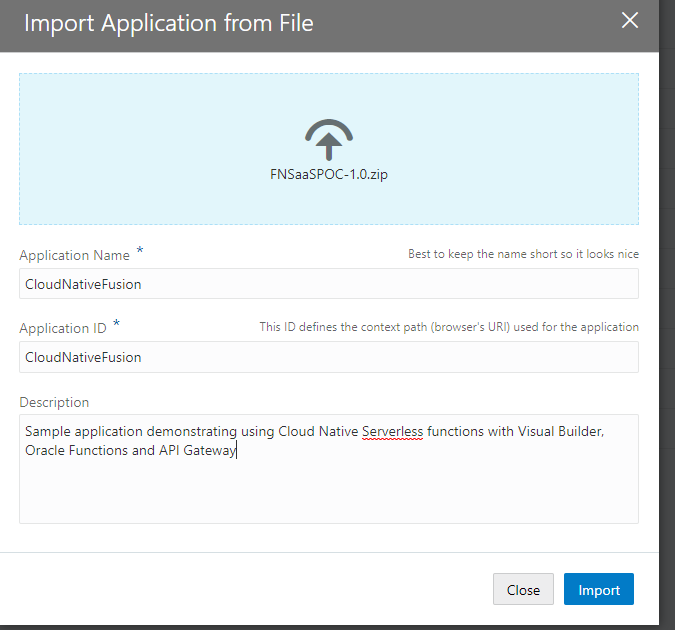 Import Application from File
FNSaaSPOC-1.0.zip
Application Name *
Best to keep the name short so it looks nice
CloudNativeFusion
Application ID *
This ID defines the context path (browser's URI) used for the application
CloudNativeFusion
Description
Sample application demonstrating using Cloud Native Serverless functions with Visual Builder,
Oracle Functions and API Gateway
Close
Import